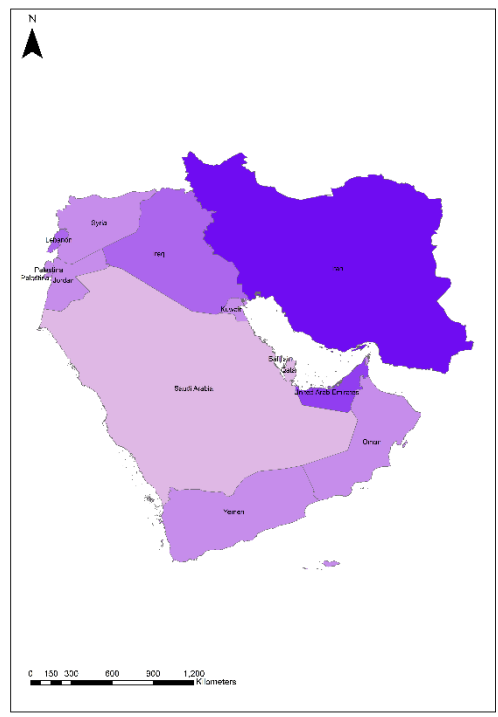 N
Syria
Lebanon
Iraq
Iran
Palestine
Palestine
Jordan
Kuwait
Bahrain
Qatar
Saudi Arabia
United Arab Emirates
Oman
Yemen
0 150 300 600 900 1,200
Kilometers